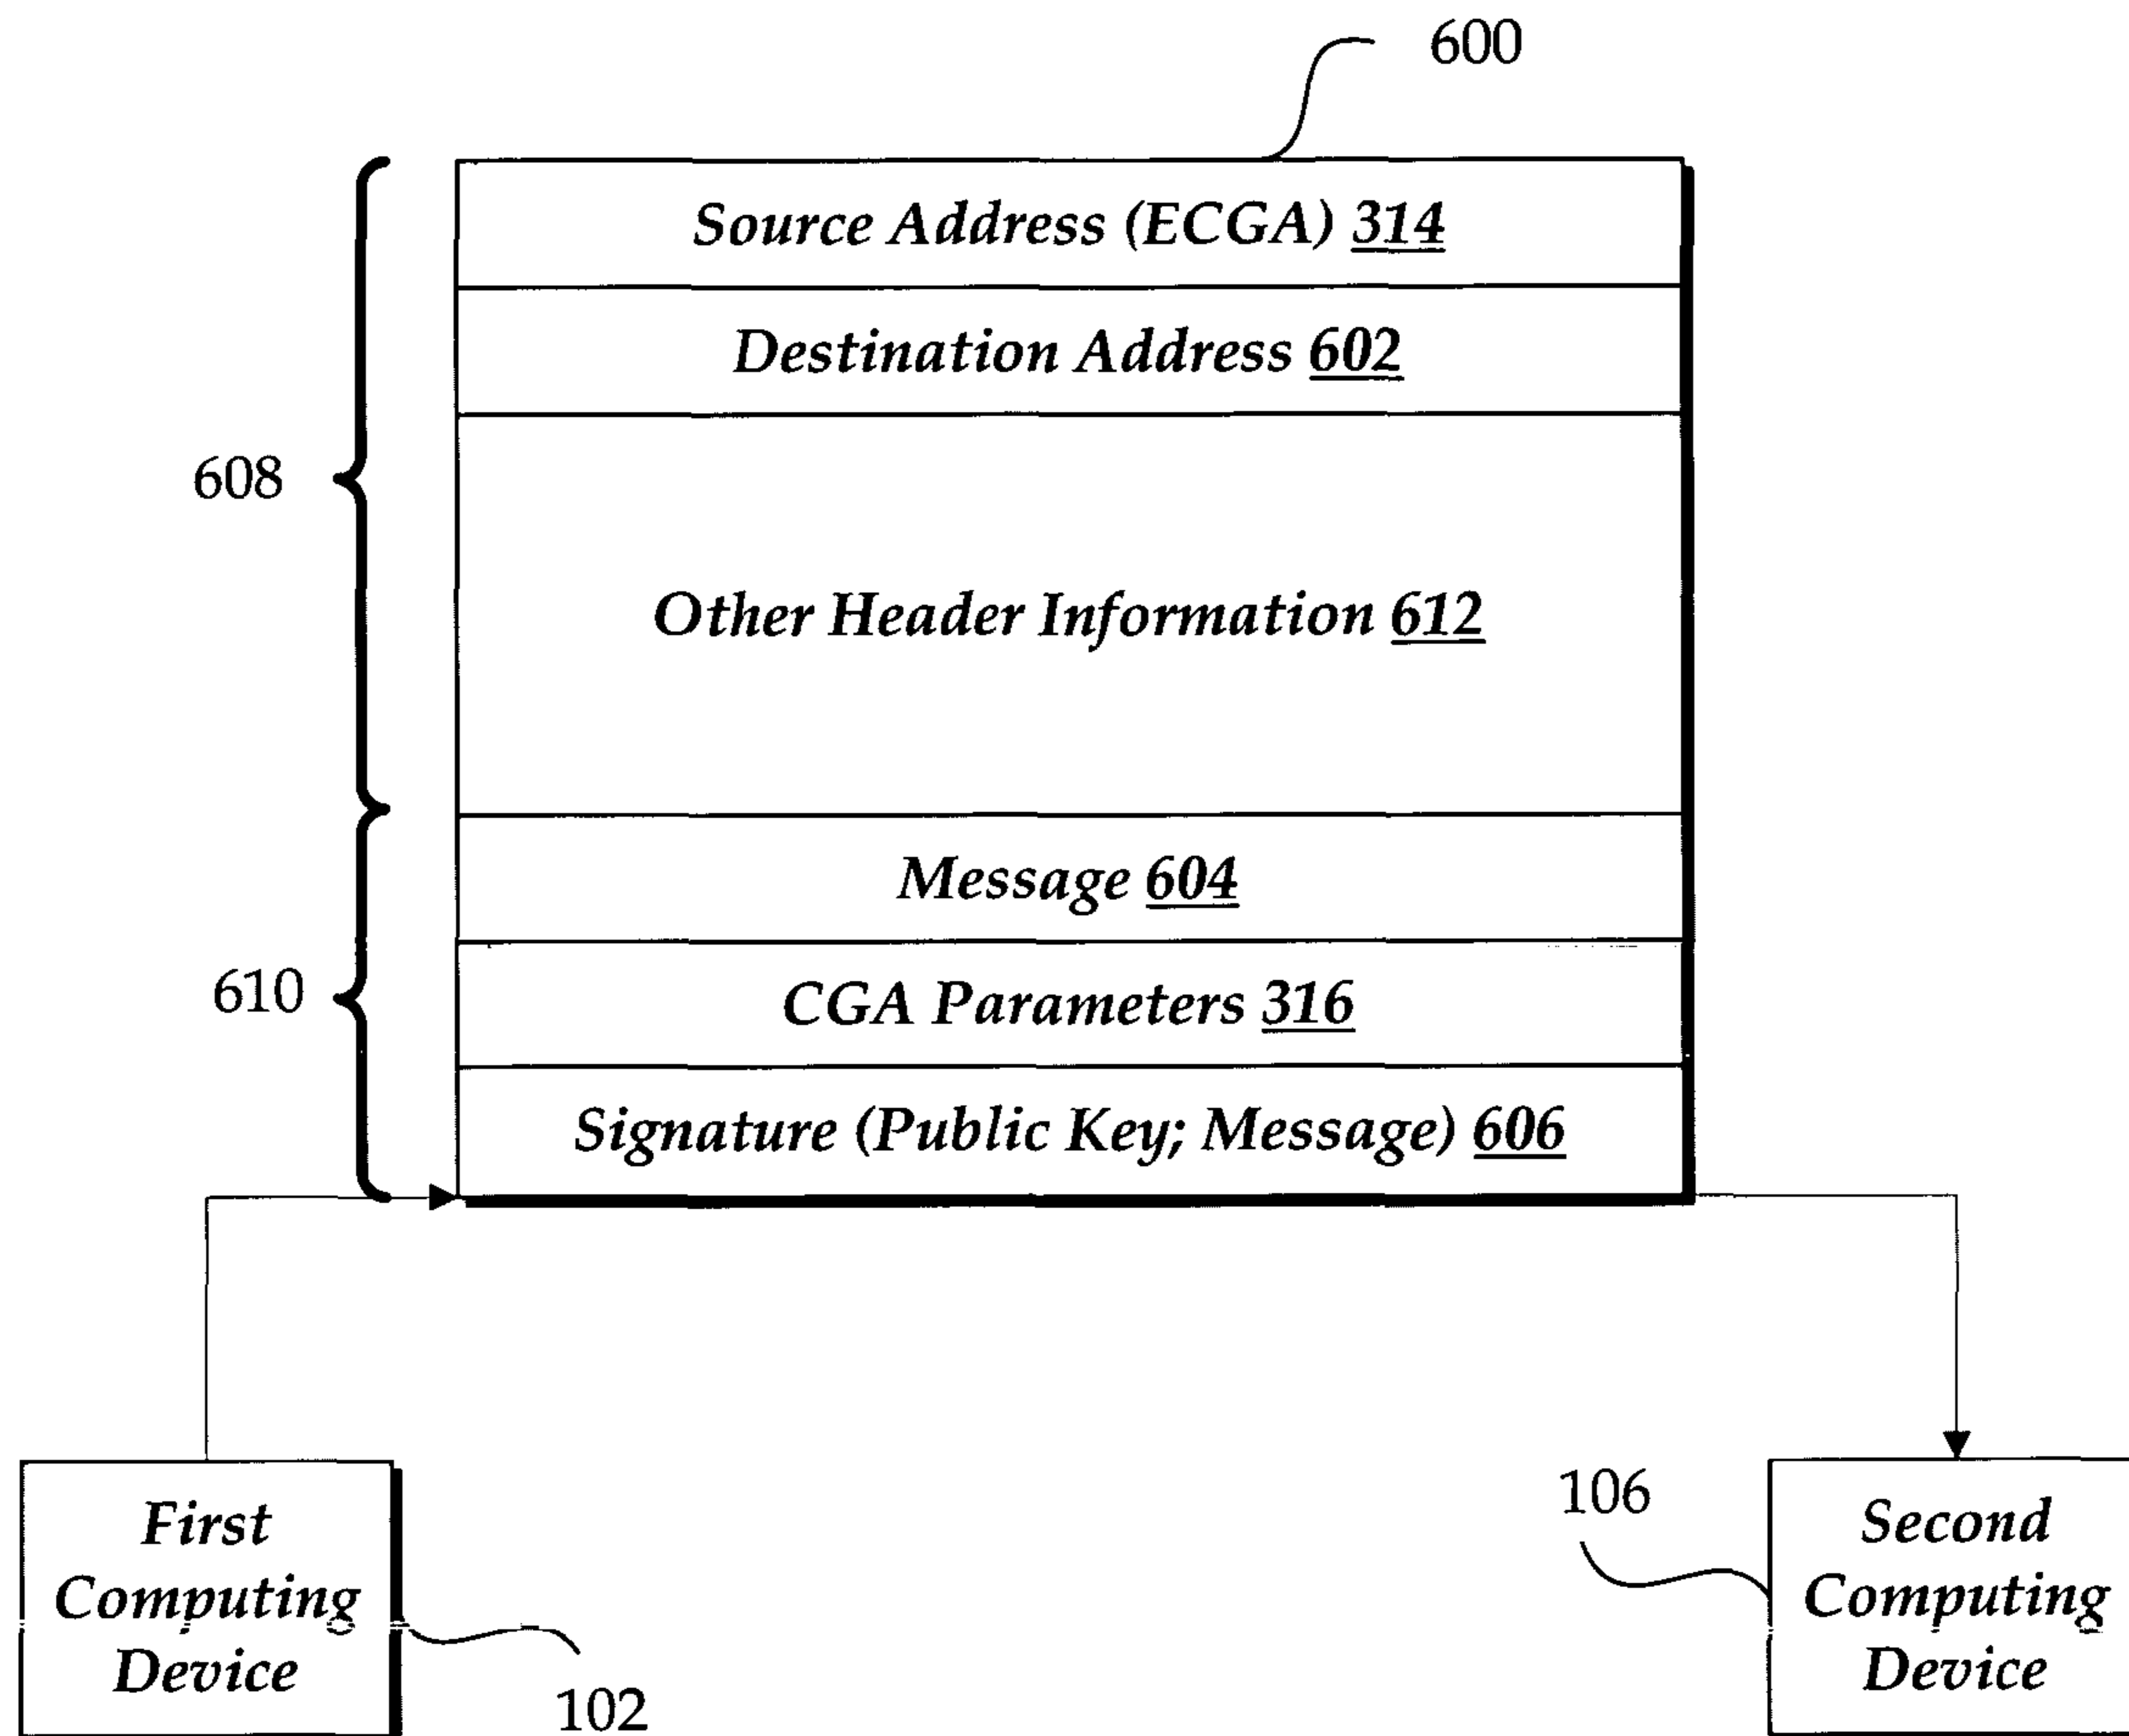 600
Source Address (ECGA) 314
Destination Address 602
608
Other Header Information 612
Message 604
610
CGA Parameters 316
Signature (Public Key; Message) 606
First
Computing
Device
102
106
Second
Computing
Device